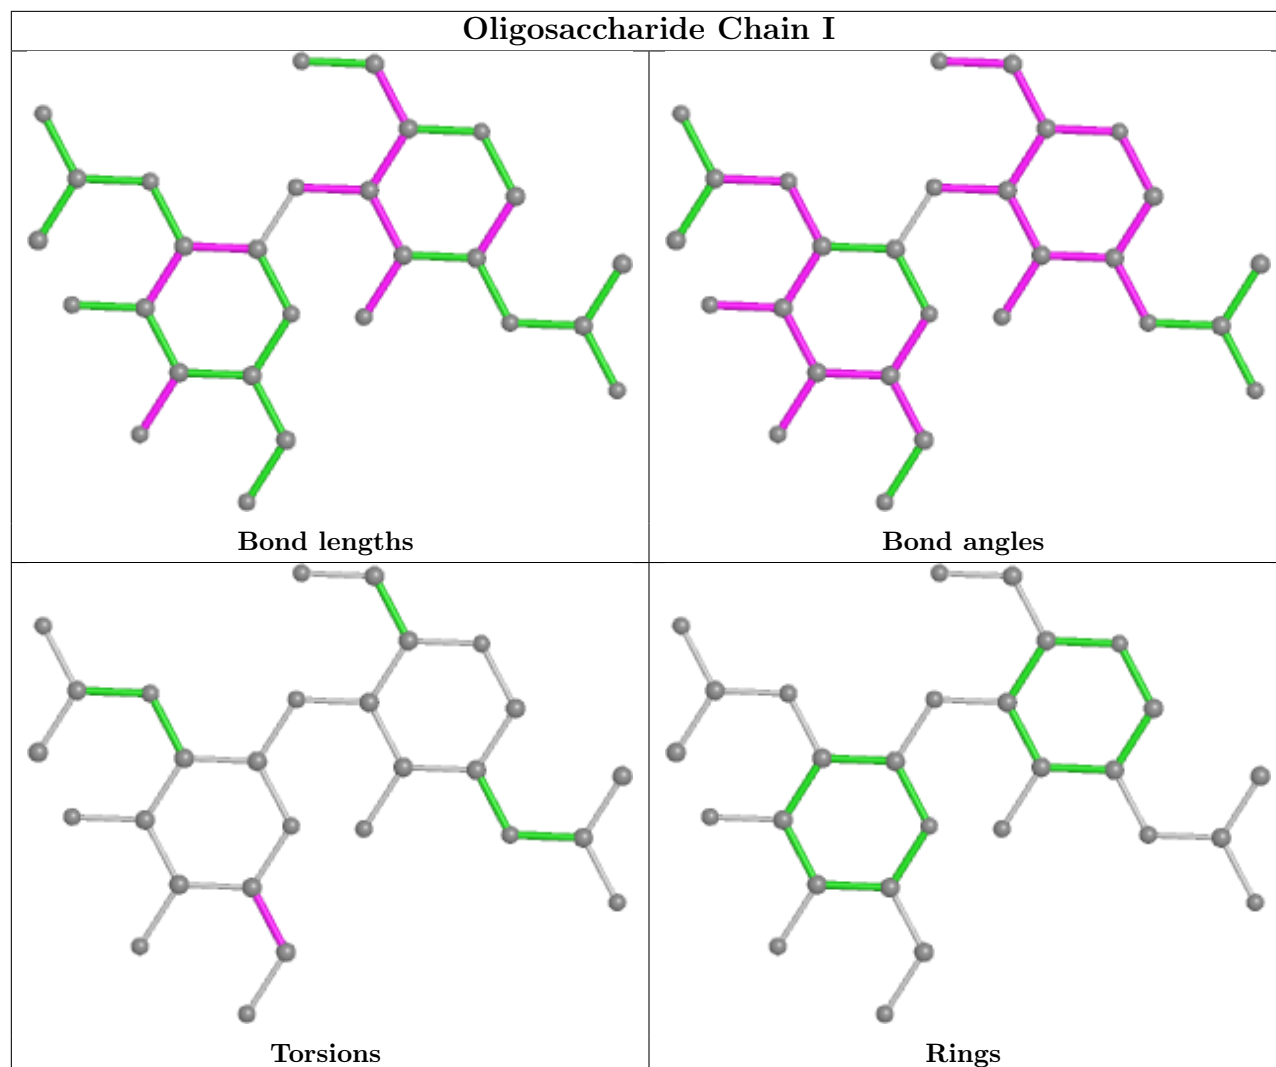 Oligosaccharide Chain I
Bond lengths
Bond angles
Torsions
Rings